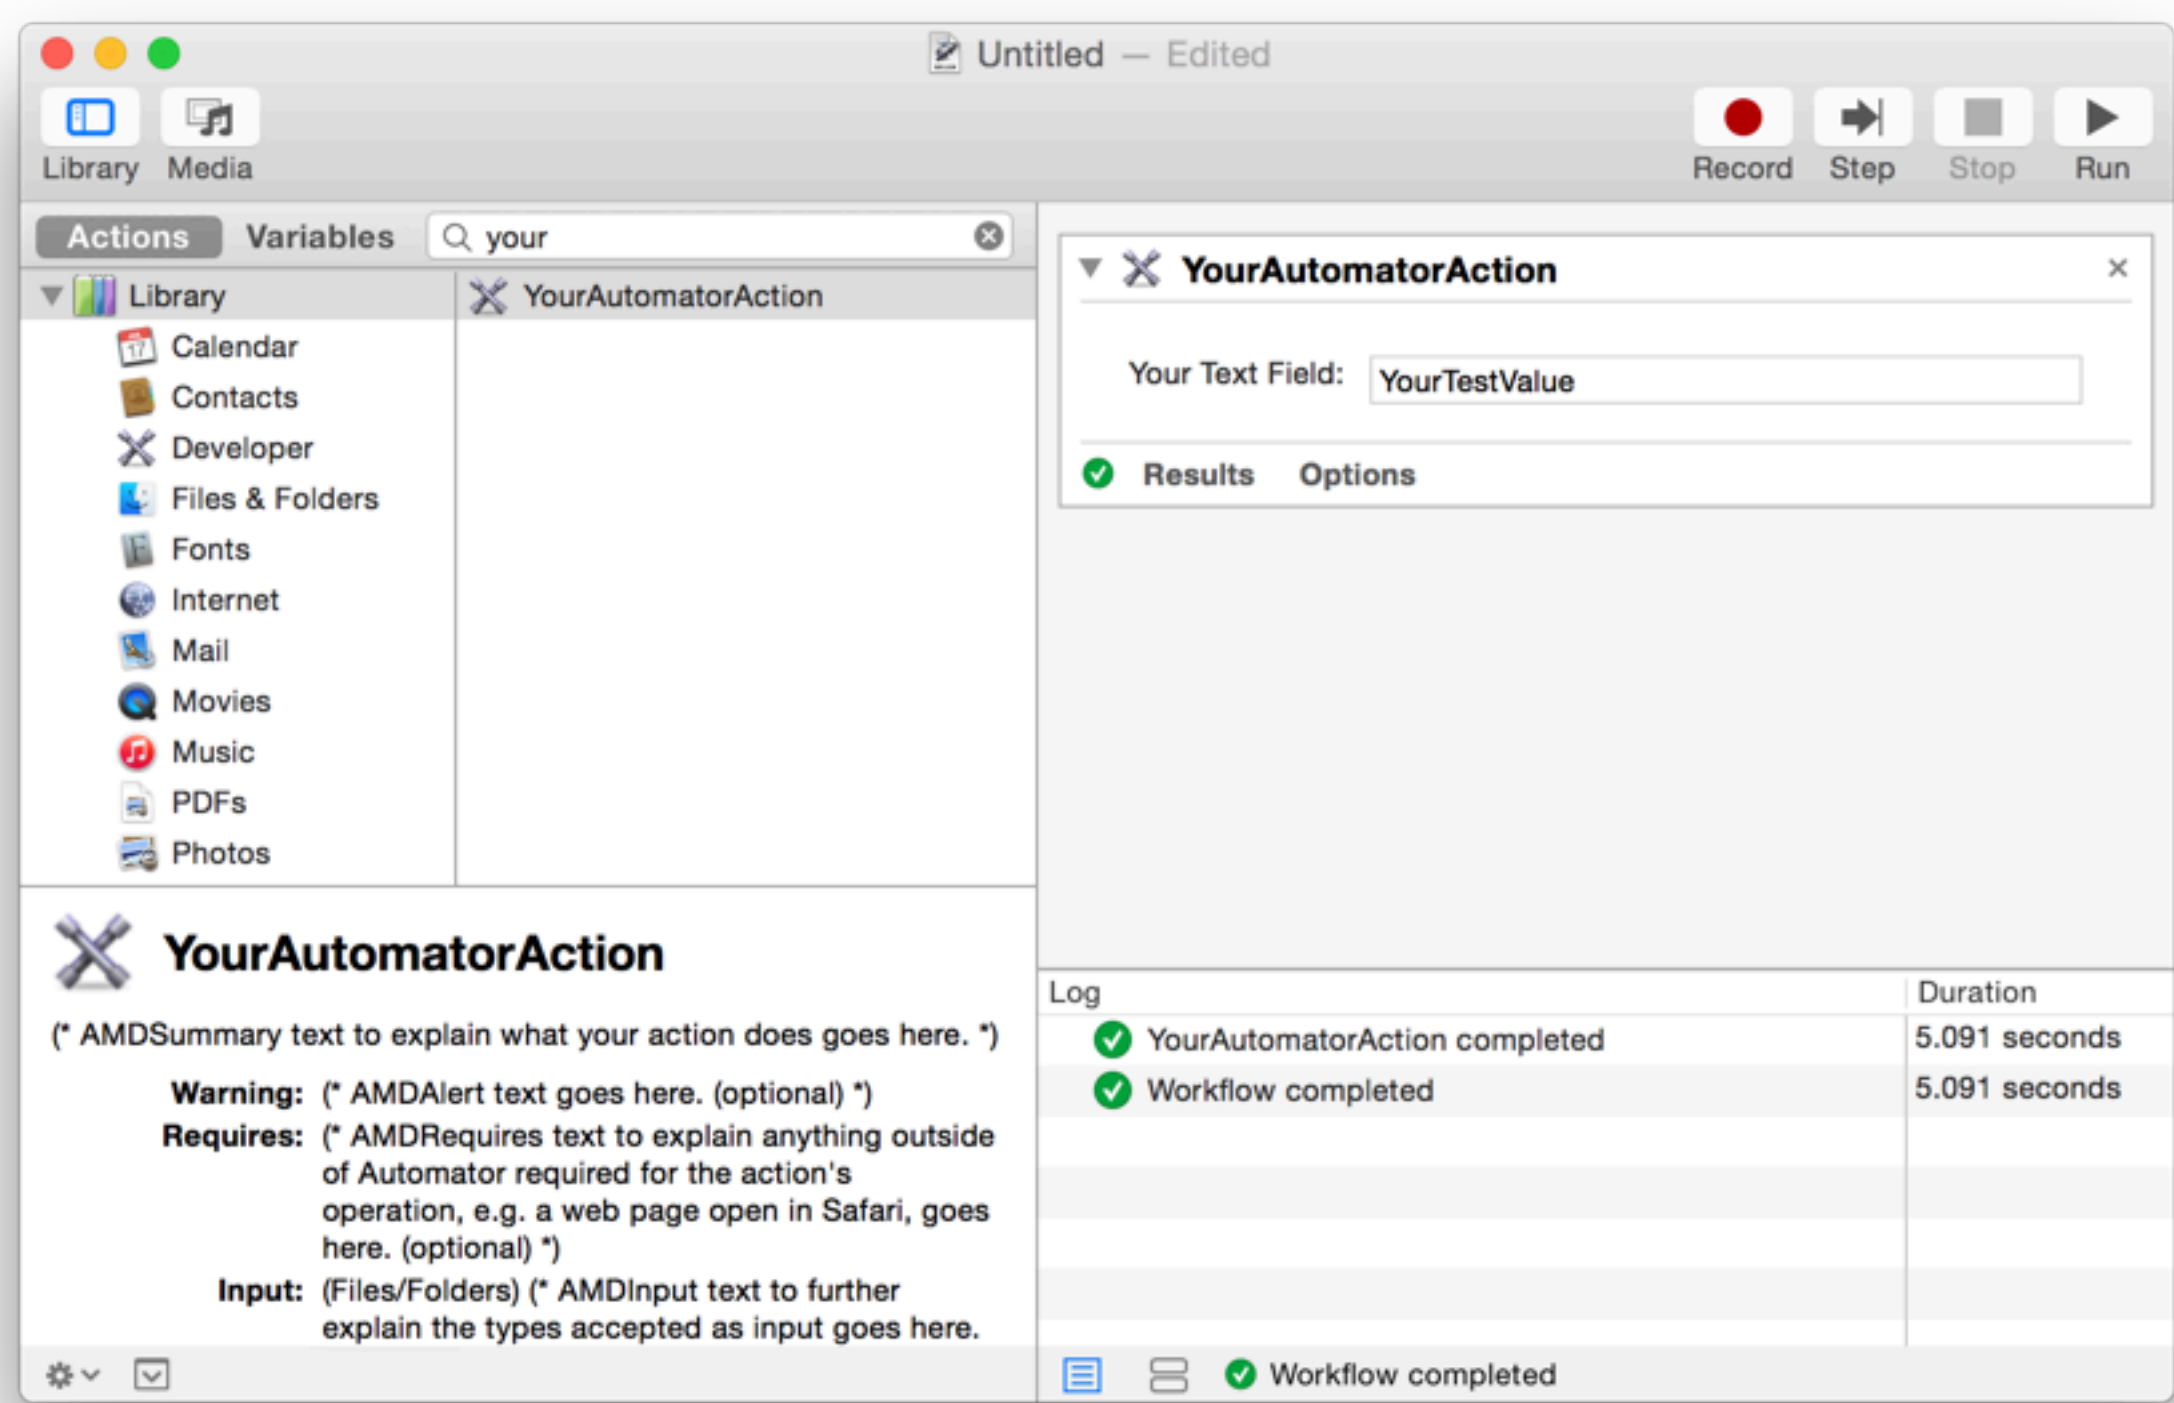 Untitled — Edited
Library Media
Record Step Stop Run
Actions Variables your
Library
Calendar
Contacts
Developer
Files & Folders
Fonts
Internet
Mail
Movies
Music
PDFs
Photos
YourAutomatorAction
YourAutomatorAction
(* AMDSummary text to explain what your action does goes here. *)
Warning: (* AMDAlert text goes here. (optional) *)
Requires: (* AMDRequires text to explain anything outside
of Automator required for the action's
operation, e.g. a web page open in Safari, goes
here. (optional) *)
Input: (Files/Folders) (* AMDInput text to further
explain the types accepted as input goes here.
YourAutomatorAction
Your Text Field: YourTestValue
Results Options
Log Duration
YourAutomatorAction completed 5.091 seconds
Workflow completed 5.091 seconds
Workflow completed